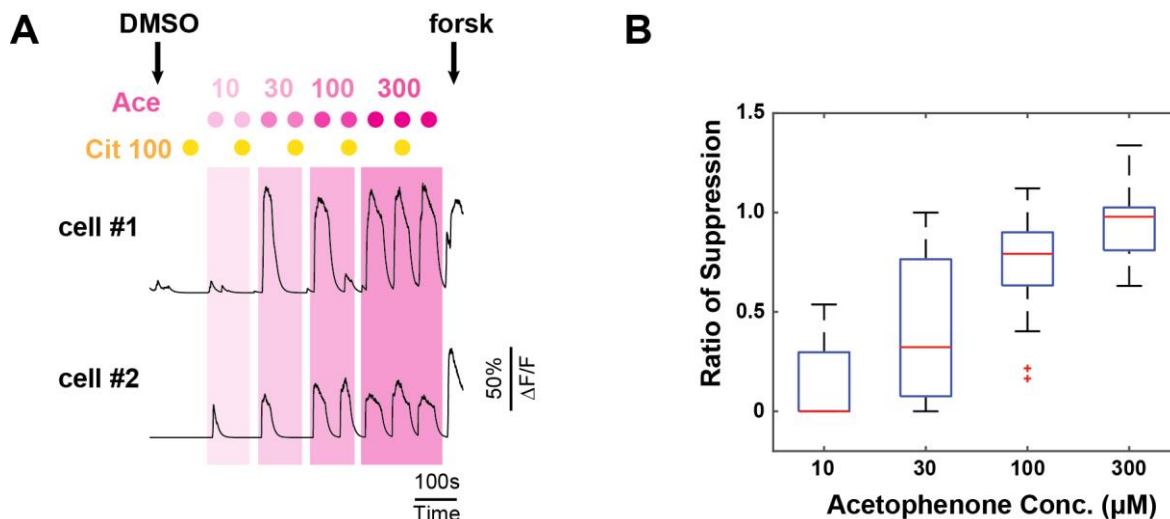 A
DMSO
forsk
10 30 100 300
Ace
Cit 100
cell #1
cell #2
50%
ΔF/F
100s
Time
B
Ratio of Suppression
1.5
1.0
0.5
0
10 30 100 300
Acetophenone Conc. (µM)